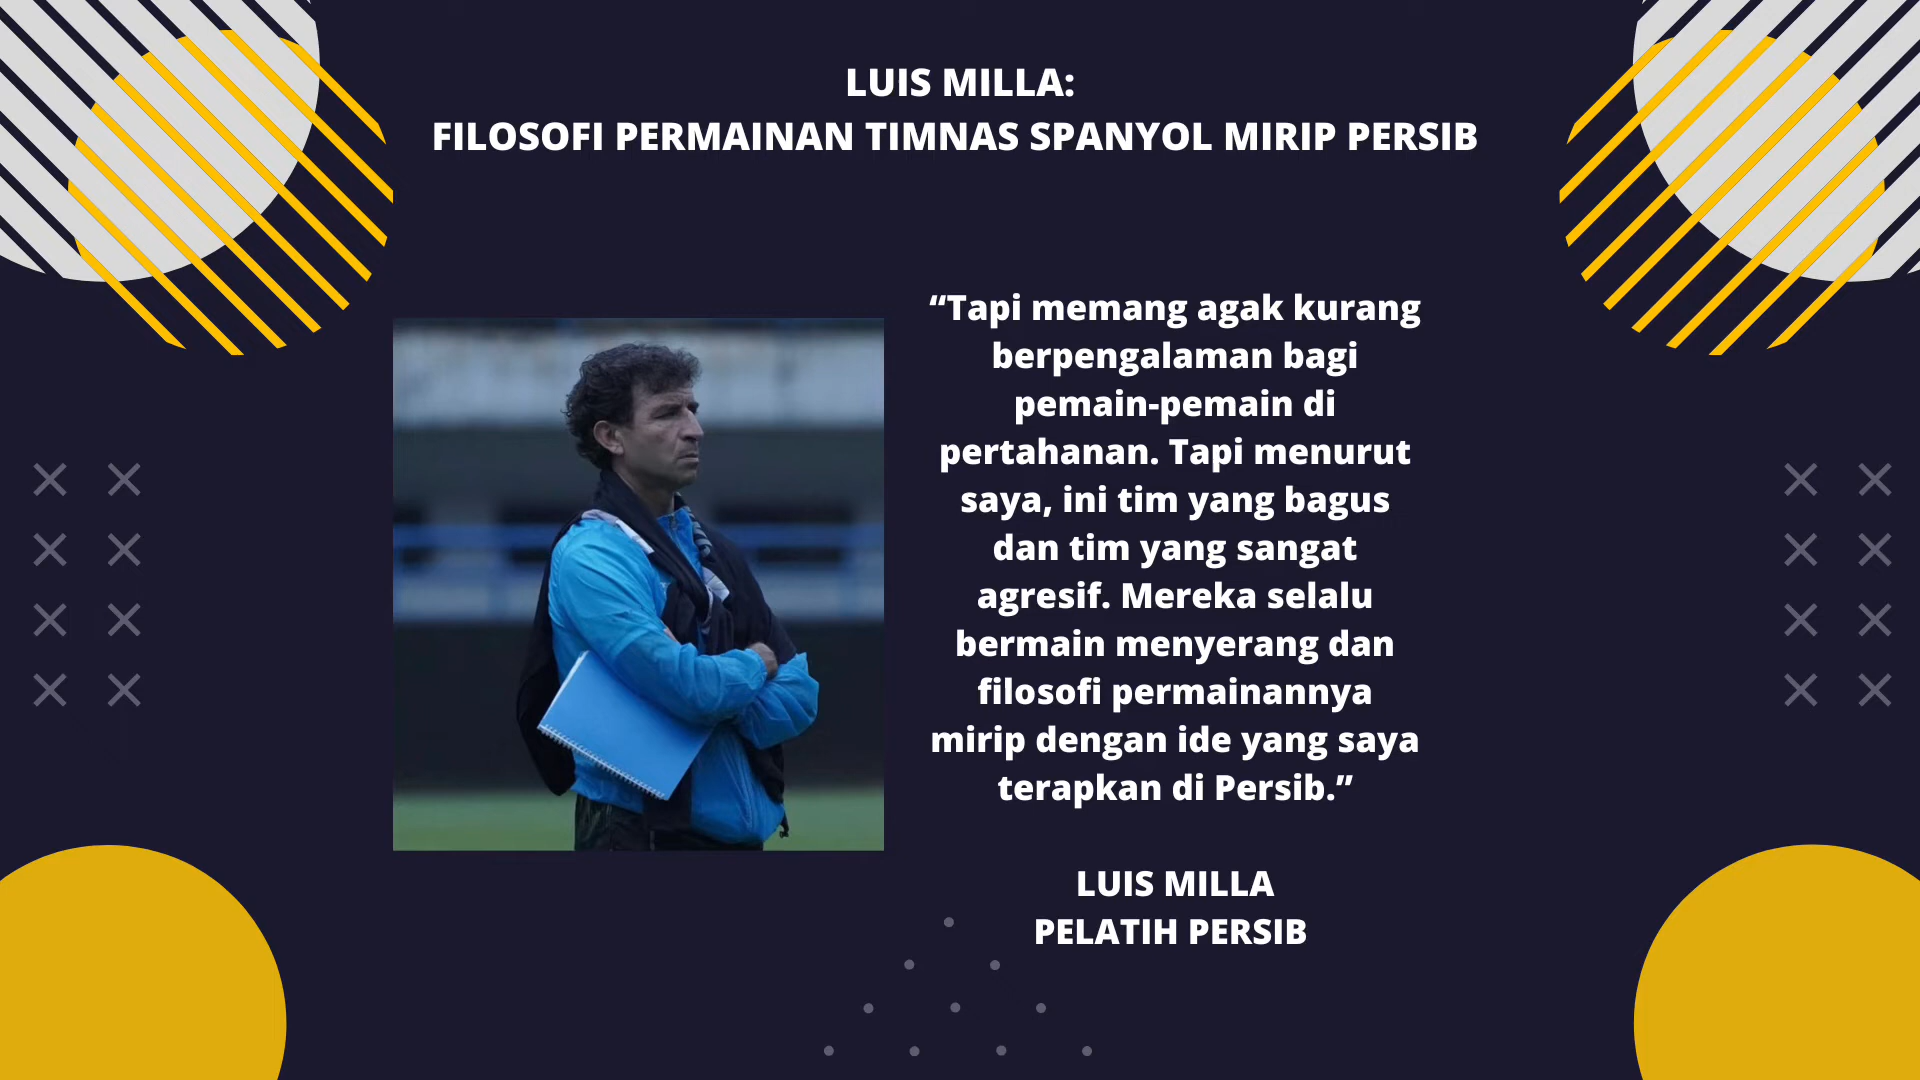 LUIS MILLA:
FILOSOFI PERMAINAN TIMNAS SPANYOL MIRIP PERSIB
“Tapi memang agak kurang
berpengalaman bagi
pemain-pemain di
pertahanan. Tapi menurut
saya, ini tim yang bagus
dan tim yang sangat
agresif. Mereka selalu
bermain menyerang dan
filosofi permainannya
mirip dengan ide yang saya
terapkan di Persib.”
LUIS MILLA
PELATIH PERSIB